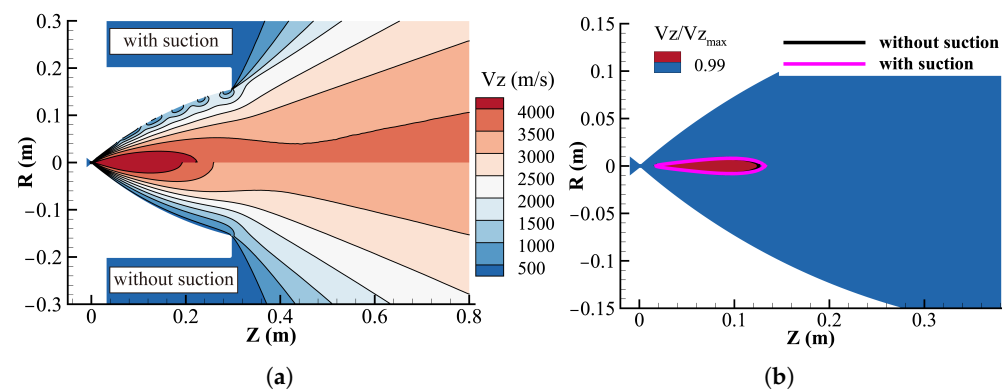 0.3
0.2
0.1
0
−0.1
−0.2
−0.3
R (m)
with suction
without suction
0
0.2
0.4
0.6
0.8
Z (m)
Vz (m/s)
4000
3500
3000
2500
2000
1500
1000
500
(a)
0.15
0.10
0.05
0
−0.05
−0.10
−0.15
R (m)
Vz/Vzmax
0.99
without suction
with suction
0
0.1
0.2
0.3
Z (m)
(b)